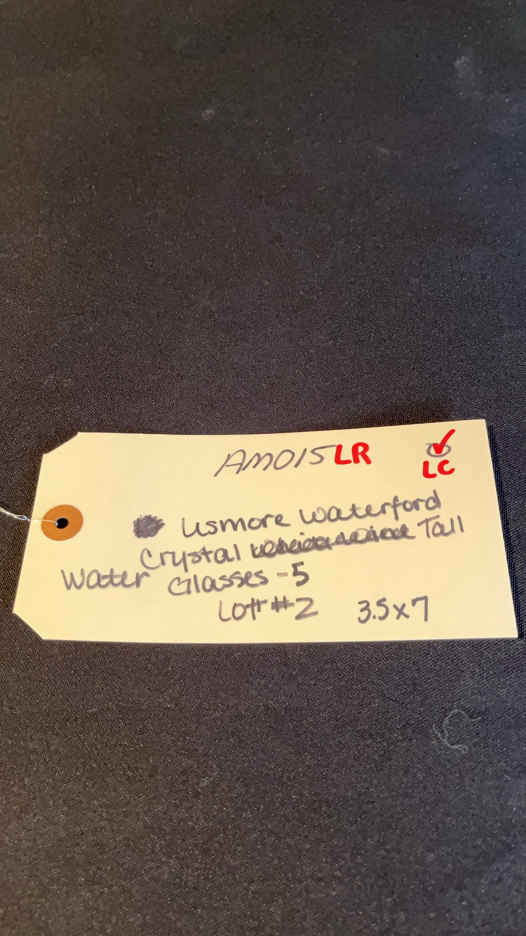 AM015LR
LC
Lismore Waterford
Crystal Tall
Water Glasses - 5
Lot #2 3.5x7